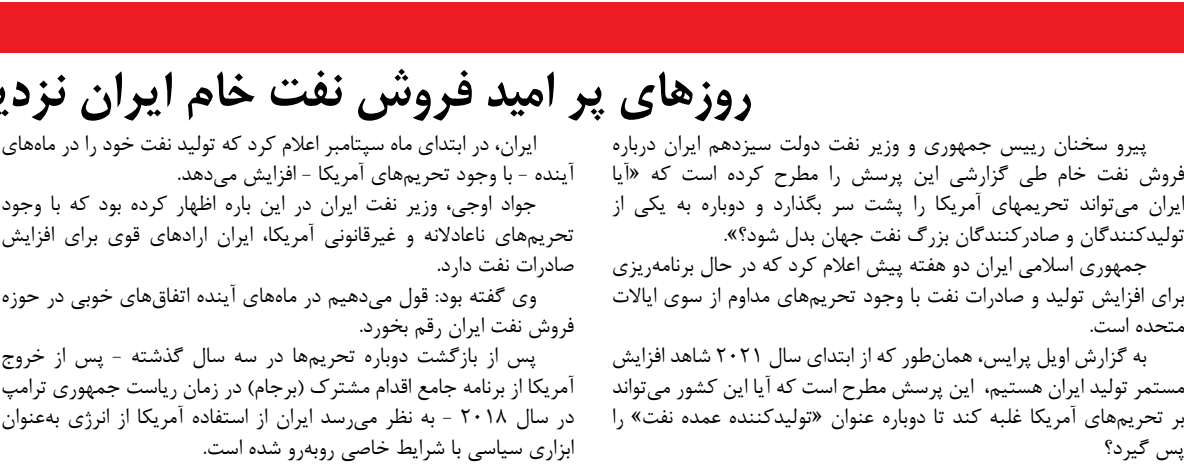 روزهای پر امید فروش نفت خام ایران
پیرو سخنان رییس جمهوری و وزیر نفت دولت سیزدهم ایران درباره
فروش نفت خام طی گزارشی این پرسش را مطرح کرده است که «آیا
ایران می‌تواند تحریمهای آمریکا را پشت سر بگذارد و دوباره به یکی از
تولیدکنندگان و صادرکنندگان بزرگ نفت جهان بدل شود؟».
جمهوری اسلامی ایران دو هفته پیش اعلام کرد که در حال برنامه‌ریزی
برای افزایش تولید و صادرات نفت با وجود تحریم‌های مداوم از سوی ایالات
متحده است.
به گزارش اویل پرایس، همان‌طور که از ابتدای سال ۲۰۲۱ شاهد افزایش
مستمر تولید ایران هستیم، این پرسش مطرح است که آیا این کشور می‌تواند
بر تحریم‌های آمریکا غلبه کند تا دوباره عنوان «تولیدکننده عمده نفت» را
پس گیرد؟
ایران، در ابتدای ماه سپتامبر اعلام کرد که تولید نفت خود را در ماه‌های
آینده - با وجود تحریم‌های آمریکا - افزایش می‌دهد.
جواد اوجی، وزیر نفت ایران در این باره اظهار کرده بود که با وجود
تحریم‌های ناعادلانه و غیرقانونی آمریکا، ایران اراده‌ای قوی برای افزایش
صادرات نفت دارد.
وی گفته بود: قول می‌دهیم در ماه‌های آینده اتفاق‌های خوبی در حوزه
فروش نفت ایران رقم بخورد.
پس از بازگشت دوباره تحریم‌ها در سه سال گذشته - پس از خروج
آمریکا از برنامه جامع اقدام مشترک (برجام) در زمان ریاست جمهوری ترامپ
در سال ۲۰۱۸ - به نظر می‌رسد ایران از استفاده آمریکا از انرژی به‌عنوان
ابزاری سیاسی با شرایط خاصی روبه‌رو شده است.